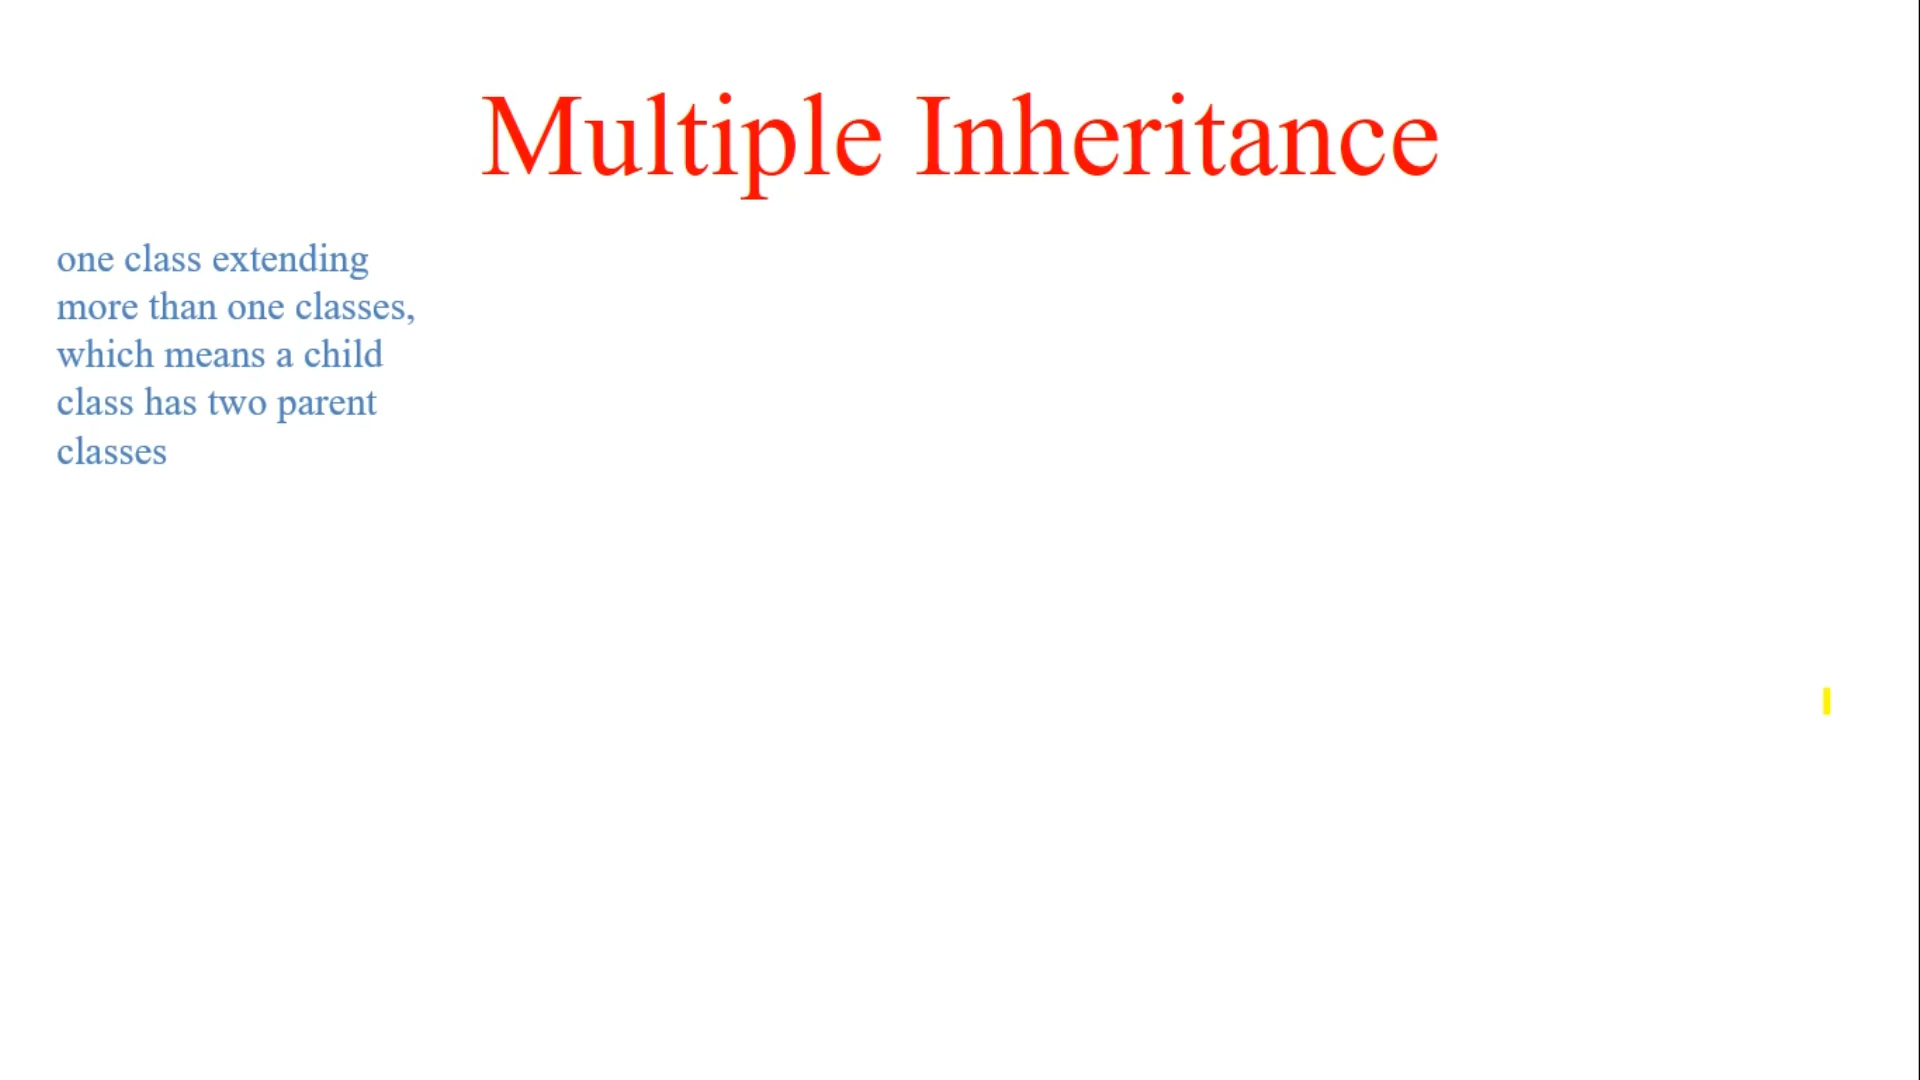 Multiple Inheritance
one class extending
more than one classes,
which means a child
class has two parent
classes